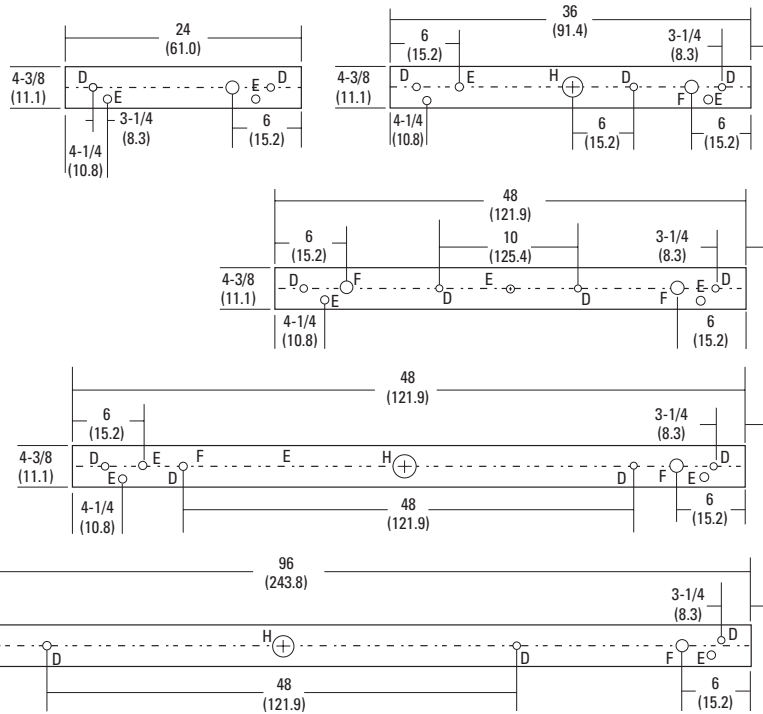 24
(61.0)
4-3/8
(11.1)
D
E
E
D
3-1/4
(8.3)
4-1/4
(10.8)
6
(15.2)
36
(91.4)
6
(15.2)
3-1/4
(8.3)
4-3/8
(11.1)
D
E
H
D
F
E
D
4-1/4
(10.8)
6
(15.2)
6
(15.2)
48
(121.9)
6
(15.2)
10
(125.4)
3-1/4
(8.3)
4-3/8
(11.1)
D
E
F
D
E
D
F
E
D
4-1/4
(10.8)
6
(15.2)
48
(121.9)
6
(15.2)
3-1/4
(8.3)
4-3/8
(11.1)
D
E
E
F
D
E
H
D
F
E
D
4-1/4
(10.8)
48
(121.9)
6
(15.2)
96
(243.8)
3-1/4
(8.3)
D
H
D
F
E
D
48
(121.9)
6
(15.2)